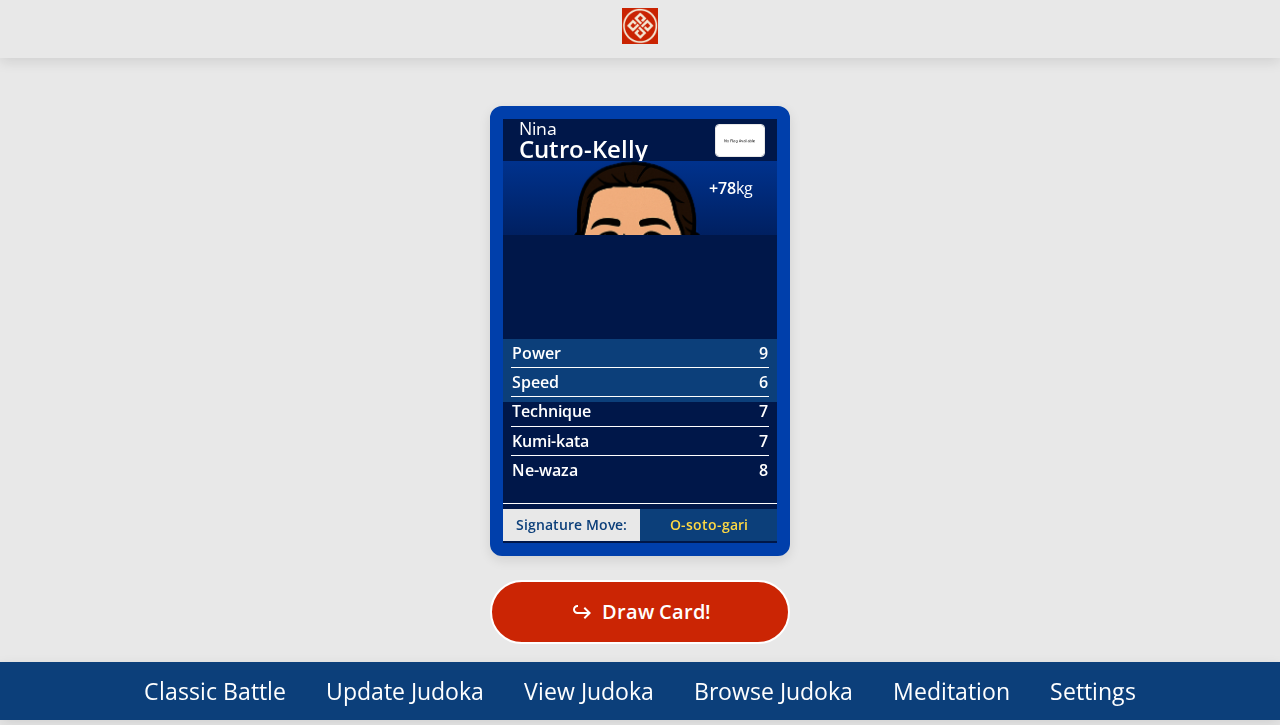 Nina
Cutro-Kelly
No Flag Available
+78kg
Power 9
Speed 6
Technique 7
Kumi-kata 7
Ne-waza 8
Signature Move: O-soto-gari
Draw Card!
Classic Battle Update Judoka View Judoka Browse Judoka Meditation Settings